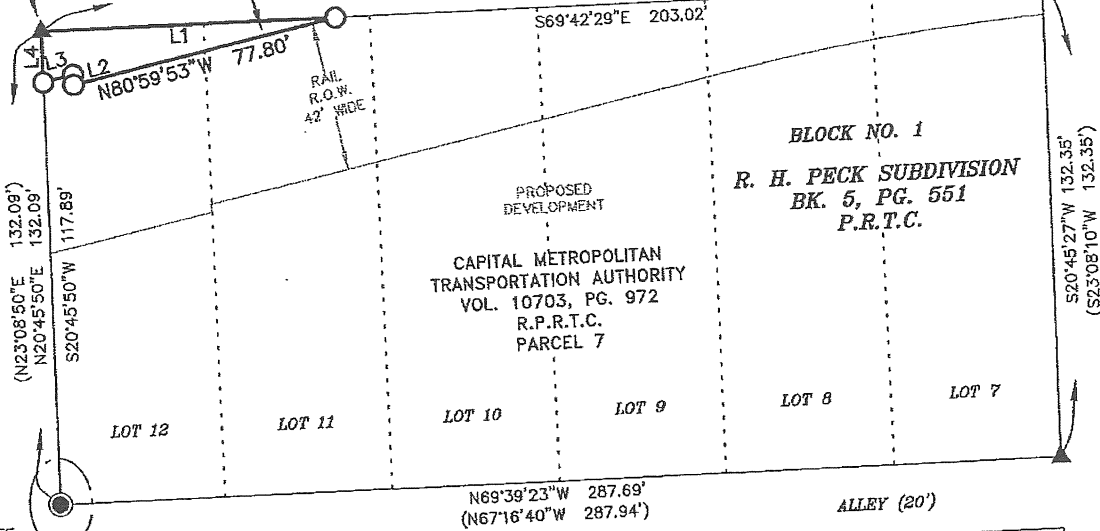 S69°42'29"E 203.02'
L1
L4
L3
L2
N80°59'53"W 77.80'
RAIL
R.O.W.
42' WIDE
BLOCK NO. 1
R. H. PECK SUBDIVISION
BK. 5, PG. 551
P.R.T.C.
PROPOSED
DEVELOPMENT
CAPITAL METROPOLITAN
TRANSPORTATION AUTHORITY
VOL. 10703, PG. 972
R.P.R.T.C.
PARCEL 7
(N23°08'50"E 132.09')
N20°45'50"E 132.09'
S20°45'50"W 117.89'
S20°45'27"W 132.35'
(S23°08'10"W 132.35')
LOT 12
LOT 11
LOT 10
LOT 9
LOT 8
LOT 7
N69°39'23"W 287.69'
(N67°16'40"W 287.94')
ALLEY (20')